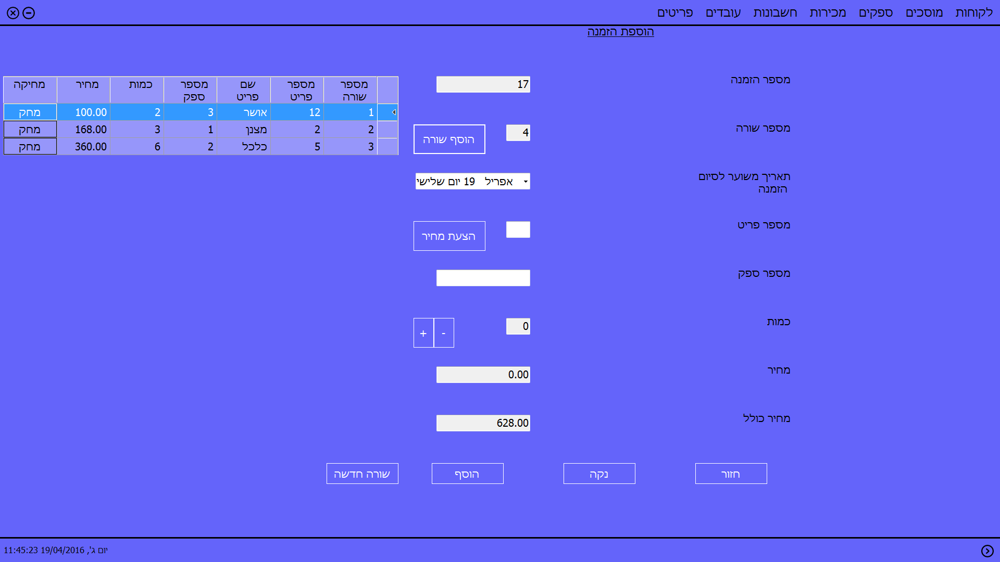 לקוחות מוסכים ספקים מכירות חשבונות עובדים פריטים
הוספת הזמנה
מספר הזמנה 17
מספר שורה 4 הוסף שורה
תאריך משוער לסיום
הזמנה
יום שלישי 19 אפריל
מספר פריט הצעת מחיר
מספר ספק
כמות 0 - +
מחיר 0.00
מחיר כולל 628.00
מספר שורה מספר פריט שם פריט מספר ספק כמות מחיר מחיקה
1 12 אושר 3 2 100.00 מחק
2 2 מצנן 1 3 168.00 מחק
3 5 כלכל 2 6 360.00 מחק
חזור נקה הוסף שורה חדשה
יום ג', 19/04/2016 11:45:23